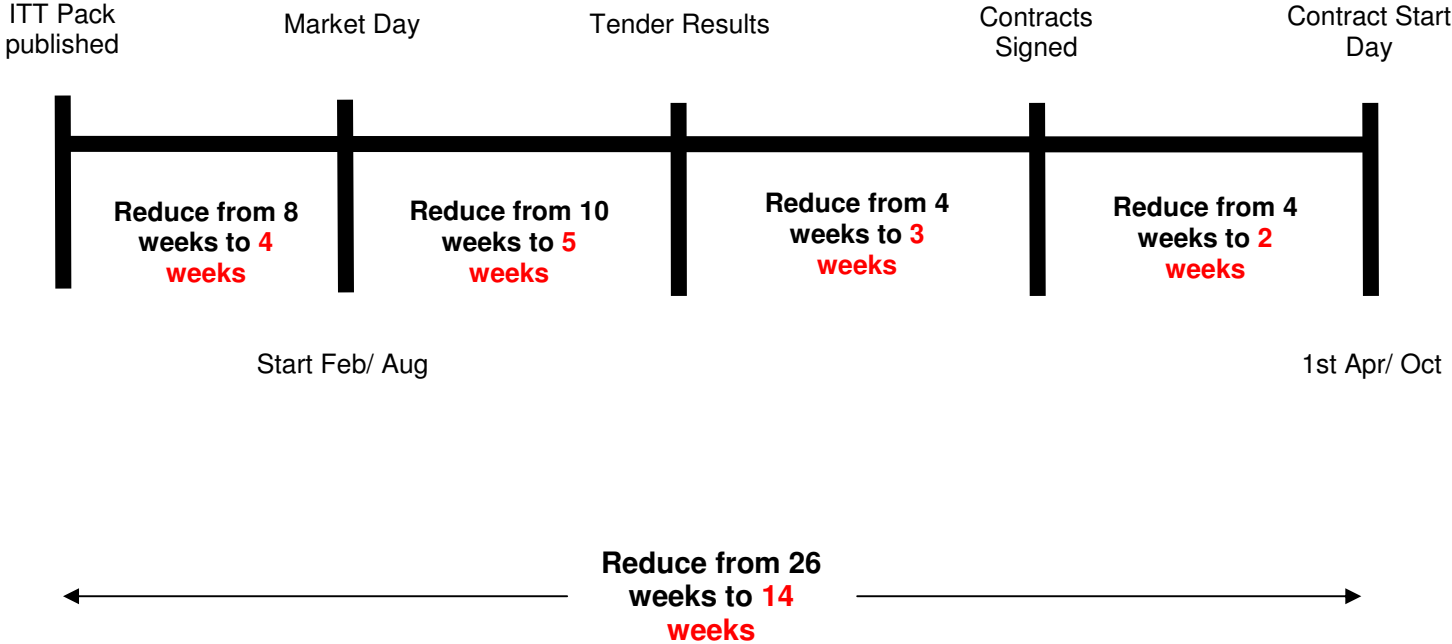 ITT Pack
published
Market Day
Tender Results
Contracts
Signed
Contract Start
Day
Reduce from 8
weeks to 4
weeks
Reduce from 10
weeks to 5
weeks
Reduce from 4
weeks to 3
weeks
Reduce from 4
weeks to 2
weeks
Start Feb/ Aug
1st Apr/ Oct
Reduce from 26
weeks to 14
weeks